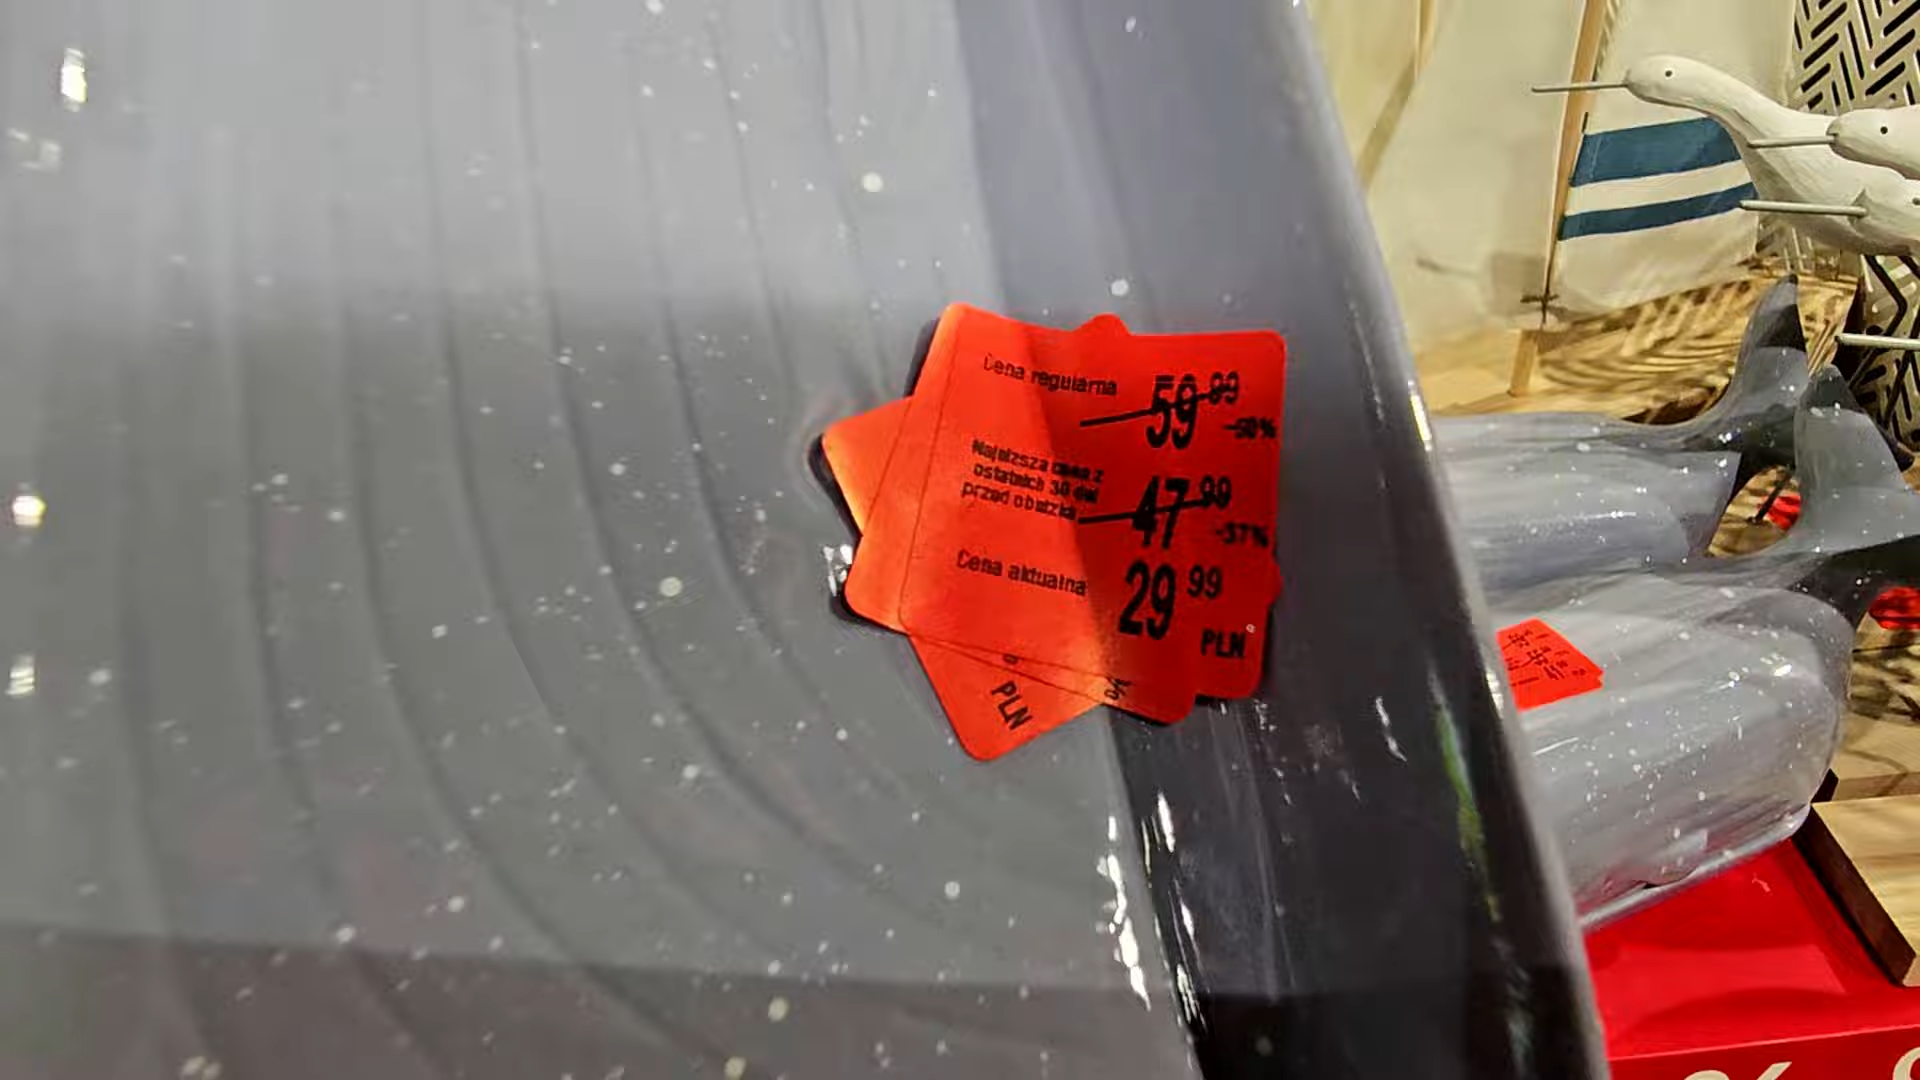 Cena regularna
59 99
-50%
Najniższa cena z
ostatnich 30 dni
przed obniżką
47 99
-37%
Cena aktualna
29 99
PLN
%
PLN
%